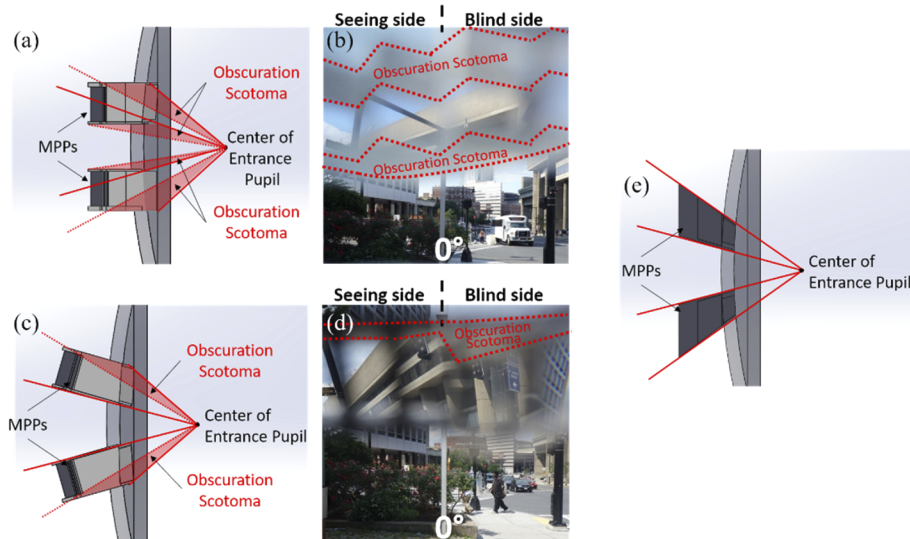 (a)
Obscuration
Scotoma
MPPs
Center of
Entrance
Pupil
Obscuration
Scotoma
Seeing side
Blind side
(b)
Obscuration Scotoma
Obscuration Scotoma
0°
(c)
Obscuration
Scotoma
MPPs
Center of
Entrance Pupil
Obscuration
Scotoma
Seeing side
Blind side
(d)
Obscuration
Scotoma
0°
(e)
MPPs
Center of
Entrance Pupil